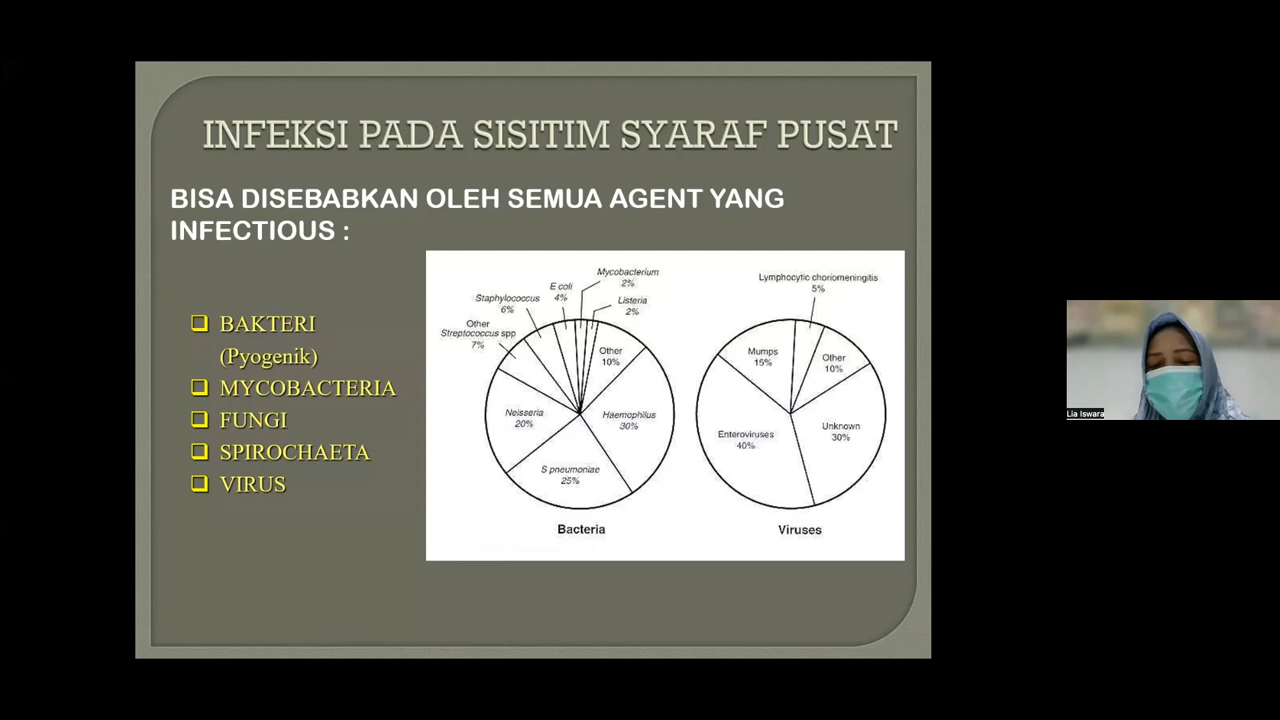 INFEKSI PADA SISITIM SYARAF PUSAT
BISA DISEBABKAN OLEH SEMUA AGENT YANG
INFECTIOUS :
BAKTERI
(Pyogenik)
MYCOBACTERIA
FUNGI
SPIROCHAETA
VIRUS
Mycobacterium
2%
E coli
4%
Staphylococcus
6%
Listeria
2%
Other
Streptococcus spp
7%
Other
10%
Neisseria
20%
Haemophilus
30%
S pneumoniae
25%
Bacteria
Lymphocytic choriomeningitis
5%
Mumps
15%
Other
10%
Enteroviruses
40%
Unknown
30%
Viruses
Lia Iswara